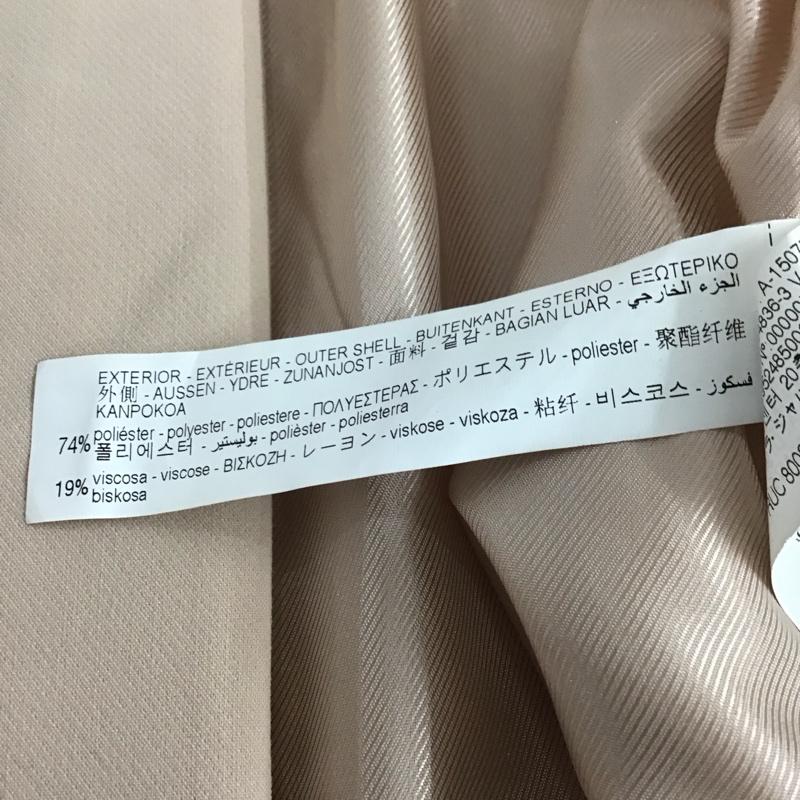 EXTERIOR - EXTÉRIEUR - OUTER SHELL - BUITENKANT - ESTERNO - ΕΞΩΤΕΡΙΚΟ
外側 - AUSSEN - YDRE - ZUNANJOST - 面料 - 겉감 - BAGIAN LUAR - الجزء الخارجي
KANPOKOA
74% poliéster - polyester - poliestere - ΠΟΛΥΕΣΤΕΡΑΣ - ポリエステル - poliester - 聚酯纤维
폴리에스터 - بوليستير - polièster - poliesterra
19% viscosa - viscose - ΒΙΣΚΟΖΗ - レーヨン - viskose - viskoza - 粘纤 - 비스코스 - فسكوز
biskosa